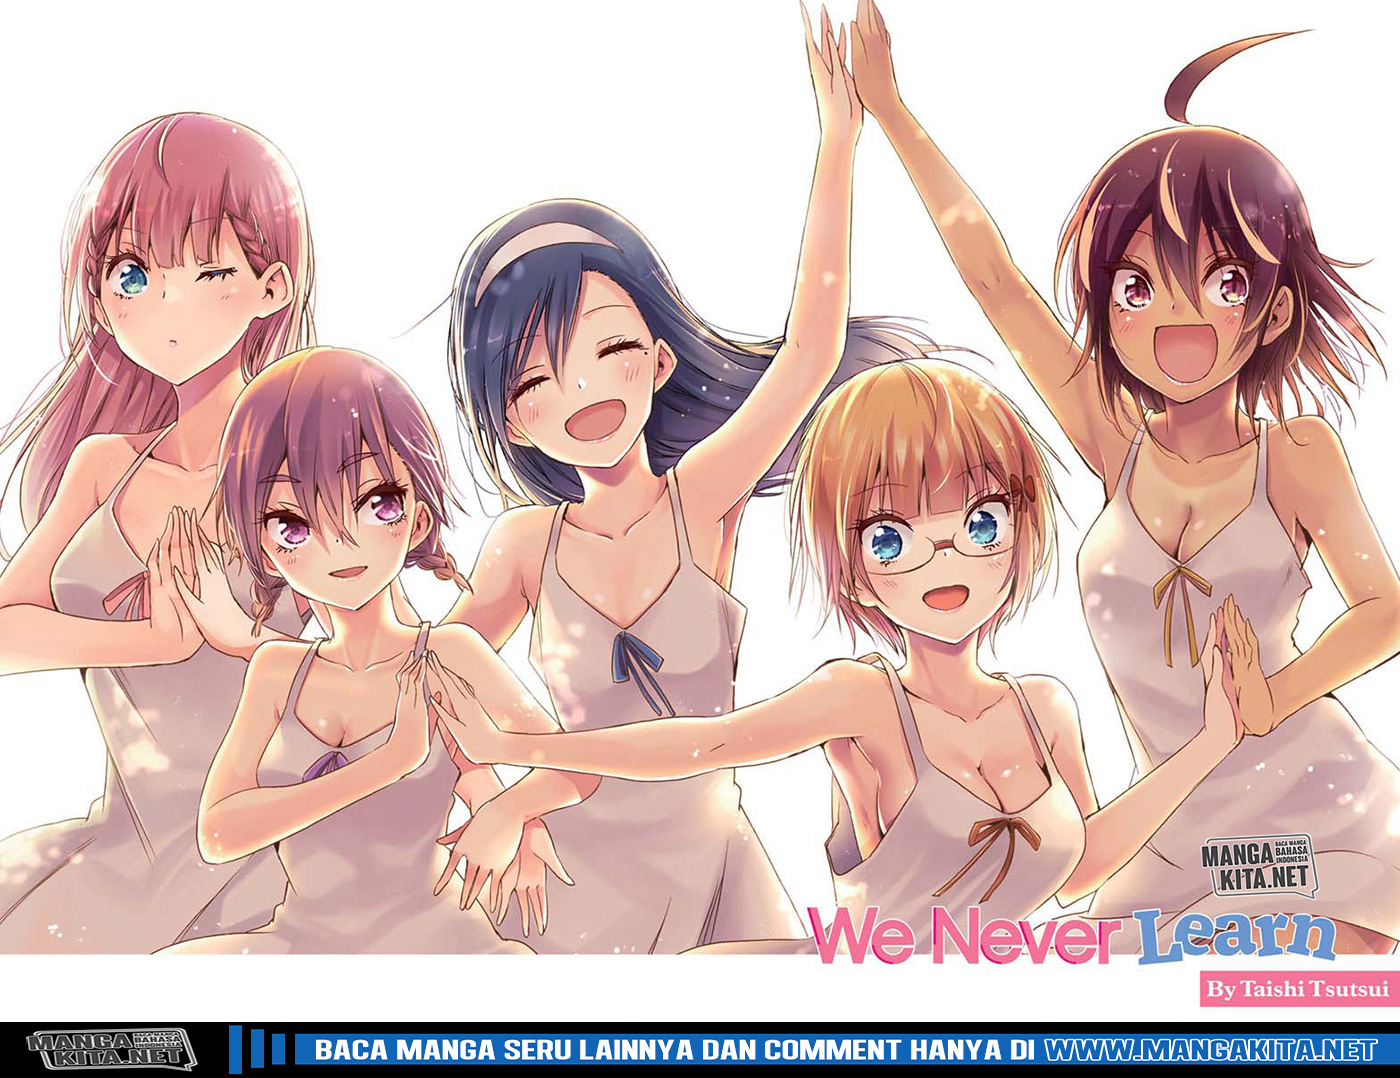 MANGA
KITA.NET
BACA MANGA
BAHASA
INDONESIA
We Never Learn
By Taishi Tsutsui
MANGA
KITA.NET
BACA MANGA
BAHASA
INDONESIA
BACA MANGA SERU LAINNYA DAN COMMENT HANYA DI WWW.MANGAKITA.NET